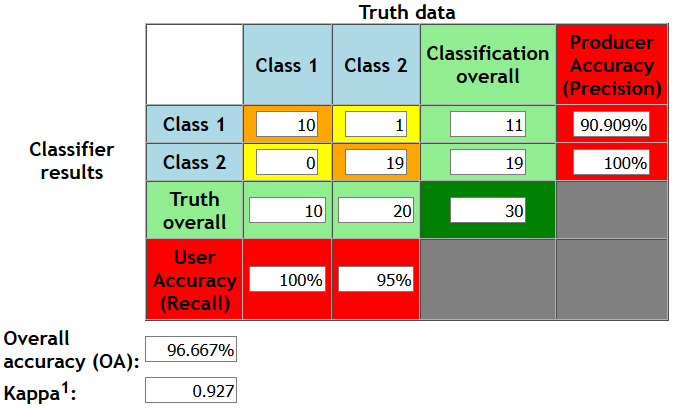 Truth data
Class 1 Class 2 Classification overall Producer Accuracy (Precision)
Classifier results
Class 1 10 1 11 90.909%
Class 2 0 19 19 100%
Truth overall 10 20 30
User Accuracy (Recall) 100% 95%
Overall accuracy (OA): 96.667%
Kappa1: 0.927